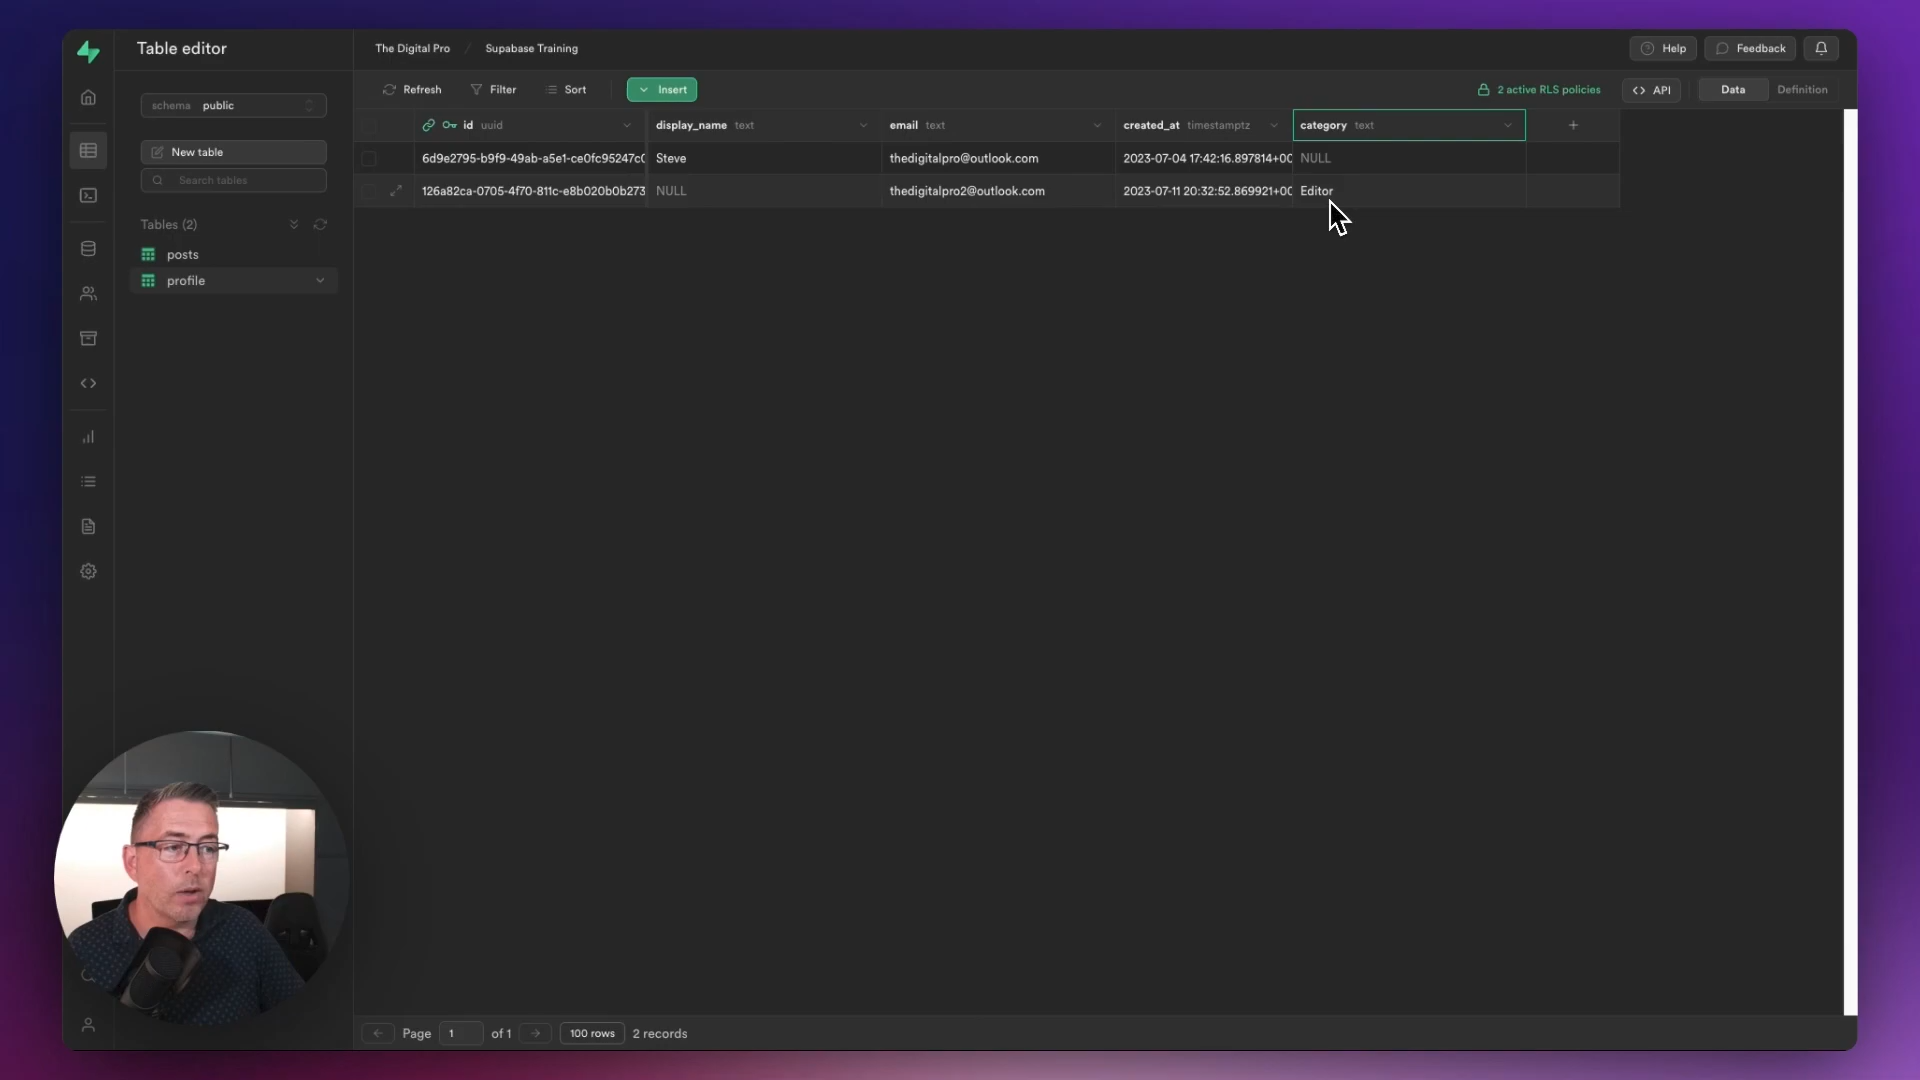 Table editor
The Digital Pro / Supabase Training
Help
Feedback
schema public
Refresh
Filter
Sort
Insert
2 active RLS policies
<> API
Data
Definition
New table
Search tables
Tables (2)
posts
profile
id uuid display_name text email text created_at timestamptz category text +
6d9e2795-b9f9-49ab-a5e1-ce0fc95247c0 Steve thedigitalpro@outlook.com 2023-07-04 17:42:16.897814+00 NULL
126a82ca-0705-4f70-811c-e8b020b0b273 NULL thedigitalpro2@outlook.com 2023-07-11 20:32:52.869921+00 Editor
Page 1 of 1 100 rows 2 records